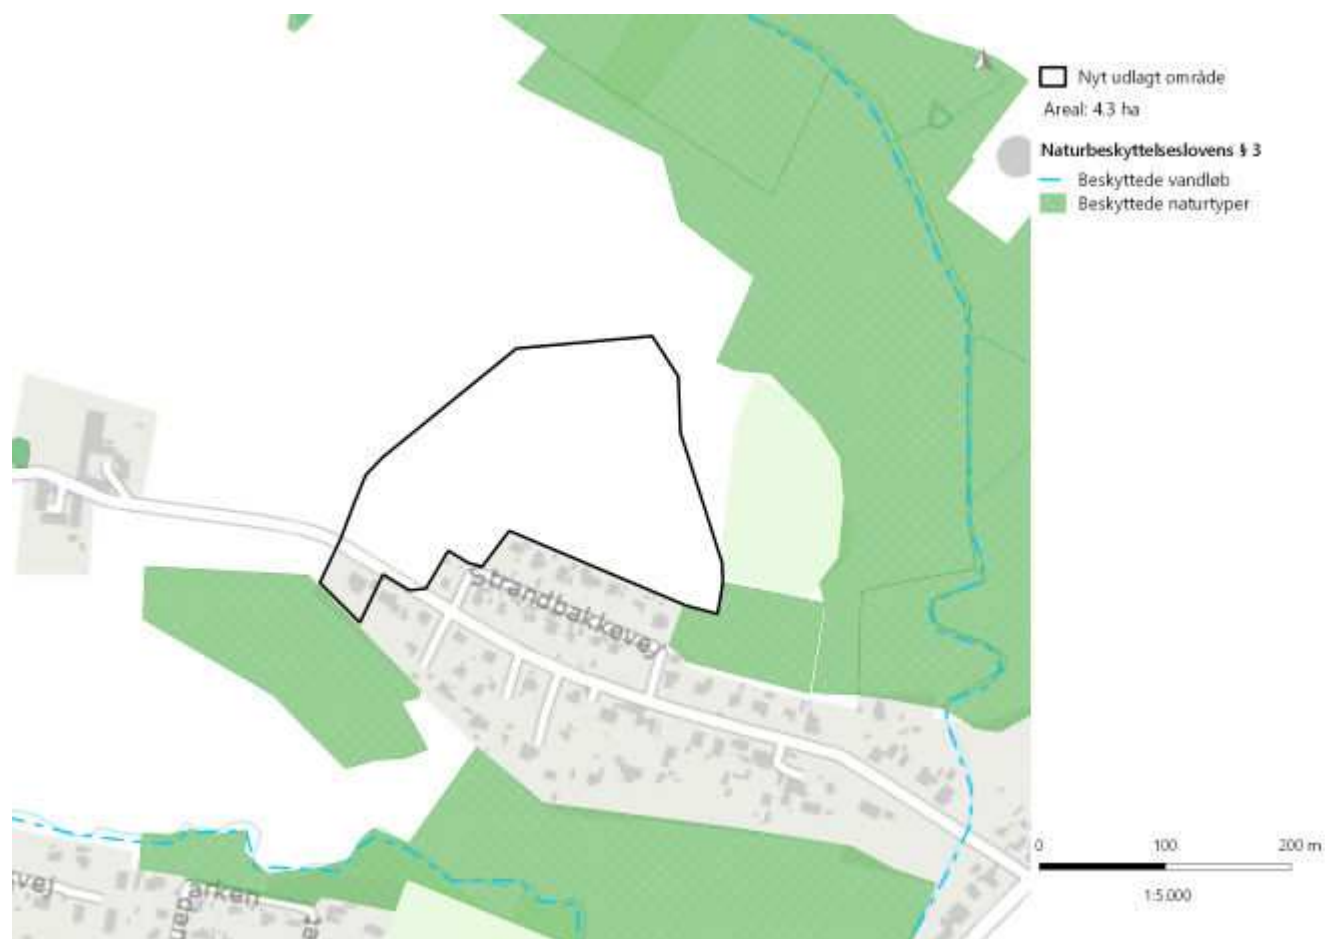 Nyt udlagt område
Areal: 4.3 ha
Naturbeskyttelseslovens § 3
Beskyttede vandløb
Beskyttede naturtyper
Strandbakkevej
0 100 200 m
1:5.000
arken